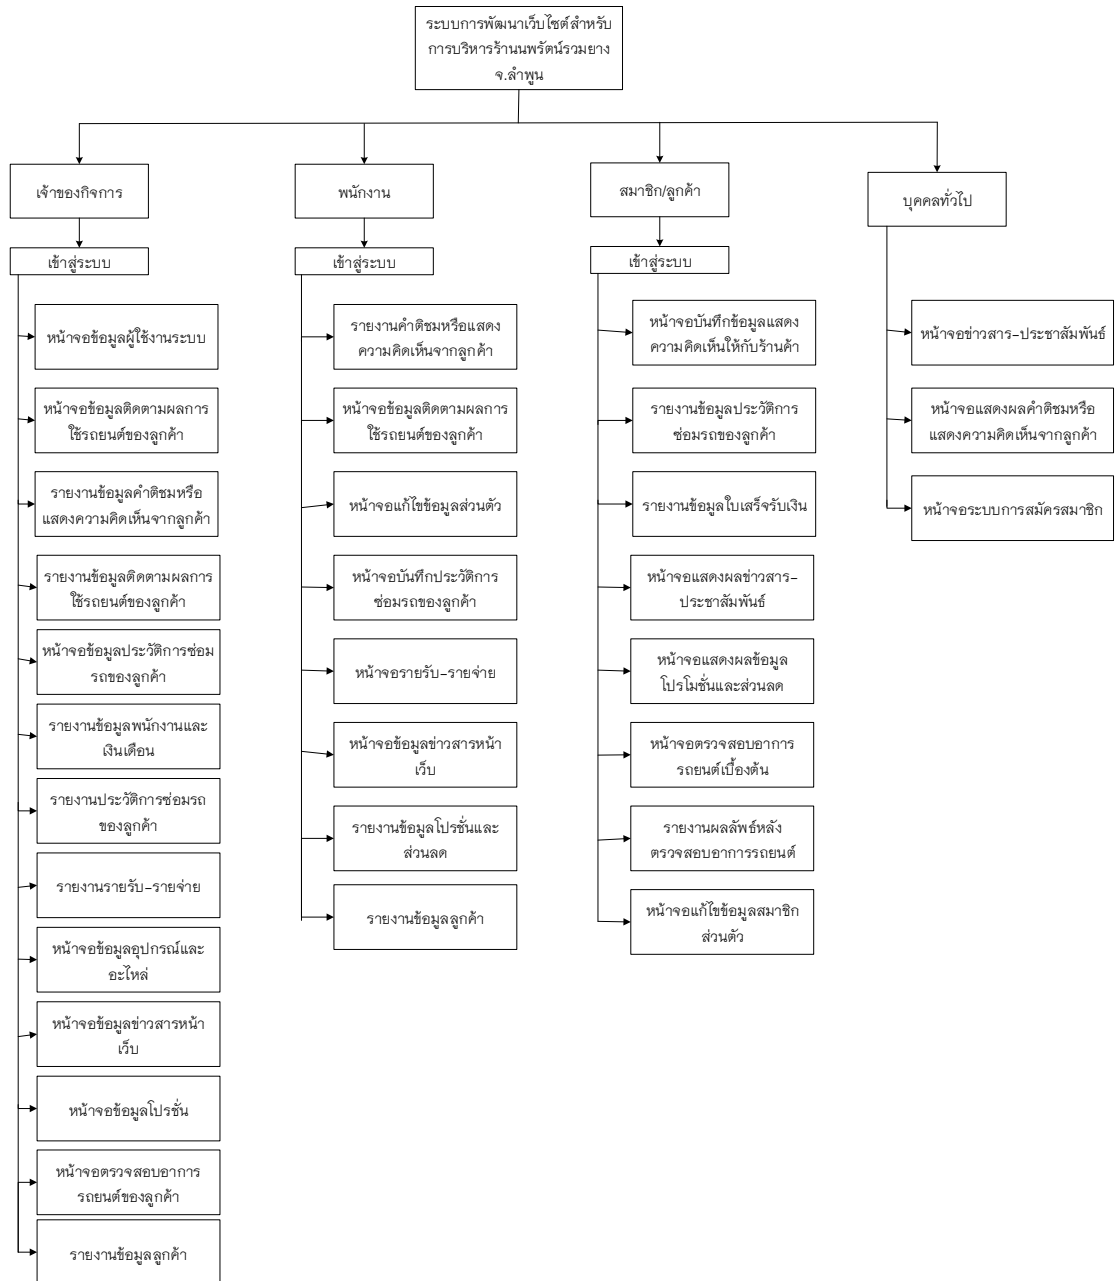 ระบบการพัฒนาเว็บไซต์สำหรับ
การบริหารร้านนพรัตน์รวมยาง
จ.ลำพูน
เจ้าของกิจการ
เข้าสู่ระบบ
หน้าจอข้อมูลผู้ใช้งานระบบ
หน้าจอข้อมูลติดตามผลการ
ใช้รถยนต์ของลูกค้า
รายงานข้อมูลคำติชมหรือ
แสดงความคิดเห็นจากลูกค้า
รายงานข้อมูลติดตามผลการ
ใช้รถยนต์ของลูกค้า
หน้าจอข้อมูลประวัติการซ่อม
รถของลูกค้า
รายงานข้อมูลพนักงานและ
เงินเดือน
รายงานประวัติการซ่อมรถ
ของลูกค้า
รายงานรายรับ-รายจ่าย
หน้าจอข้อมูลอุปกรณ์และ
อะไหล่
หน้าจอข้อมูลข่าวสารหน้า
เว็บ
หน้าจอข้อมูลโปรชั่น
หน้าจอตรวจสอบอาการ
รถยนต์ของลูกค้า
รายงานข้อมูลลูกค้า
พนักงาน
เข้าสู่ระบบ
รายงานคำติชมหรือแสดง
ความคิดเห็นจากลูกค้า
หน้าจอข้อมูลติดตามผลการ
ใช้รถยนต์ของลูกค้า
หน้าจอแก้ไขข้อมูลส่วนตัว
หน้าจอบันทึกประวัติการ
ซ่อมรถของลูกค้า
หน้าจอรายรับ-รายจ่าย
หน้าจอข้อมูลข่าวสารหน้า
เว็บ
รายงานข้อมูลโปรชั่นและ
ส่วนลด
รายงานข้อมูลลูกค้า
สมาชิก/ลูกค้า
เข้าสู่ระบบ
หน้าจอบันทึกข้อมูลแสดง
ความคิดเห็นให้กับร้านค้า
รายงานข้อมูลประวัติการ
ซ่อมรถของลูกค้า
รายงานข้อมูลใบเสร็จรับเงิน
หน้าจอแสดงผลข่าวสาร-
ประชาสัมพันธ์
หน้าจอแสดงผลข้อมูล
โปรโมชั่นและส่วนลด
หน้าจอตรวจสอบอาการ
รถยนต์เบื้องต้น
รายงานผลลัพธ์หลัง
ตรวจสอบอาการรถยนต์
หน้าจอแก้ไขข้อมูลสมาชิก
ส่วนตัว
บุคคลทั่วไป
หน้าจอข่าวสาร-ประชาสัมพันธ์
หน้าจอแสดงผลคำติชมหรือ
แสดงความคิดเห็นจากลูกค้า
หน้าจอระบบการสมัครสมาชิก